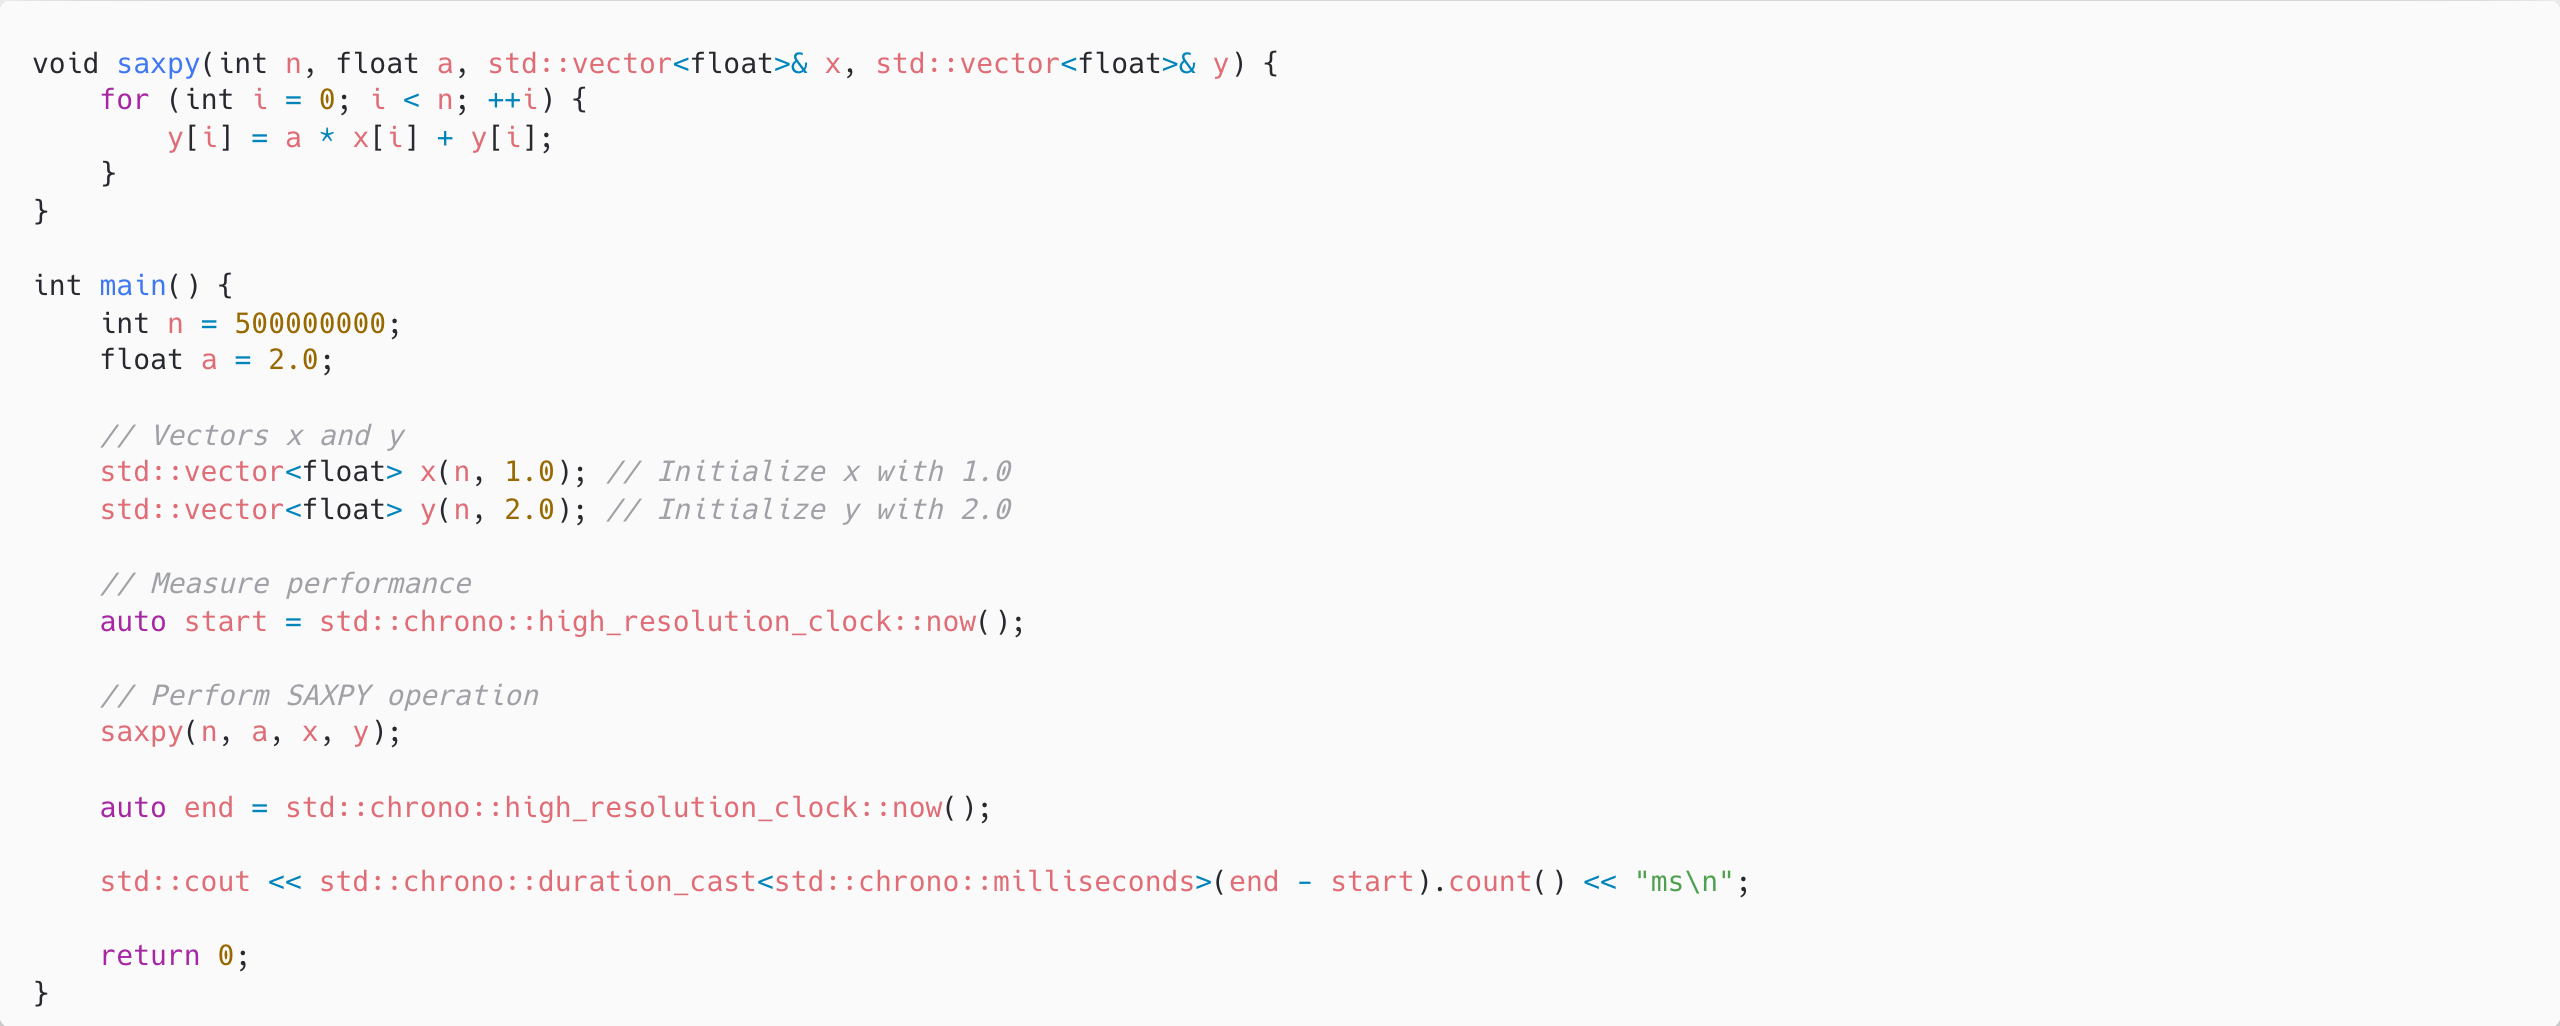 void saxpy(int n, float a, std::vector<float>& x, std::vector<float>& y) {
    for (int i = 0; i < n; ++i) {
        y[i] = a * x[i] + y[i];
    }
}

int main() {
    int n = 500000000;
    float a = 2.0;

    // Vectors x and y
    std::vector<float> x(n, 1.0); // Initialize x with 1.0
    std::vector<float> y(n, 2.0); // Initialize y with 2.0

    // Measure performance
    auto start = std::chrono::high_resolution_clock::now();

    // Perform SAXPY operation
    saxpy(n, a, x, y);

    auto end = std::chrono::high_resolution_clock::now();

    std::cout << std::chrono::duration_cast<std::chrono::milliseconds>(end - start).count() << "ms\n";

    return 0;
}